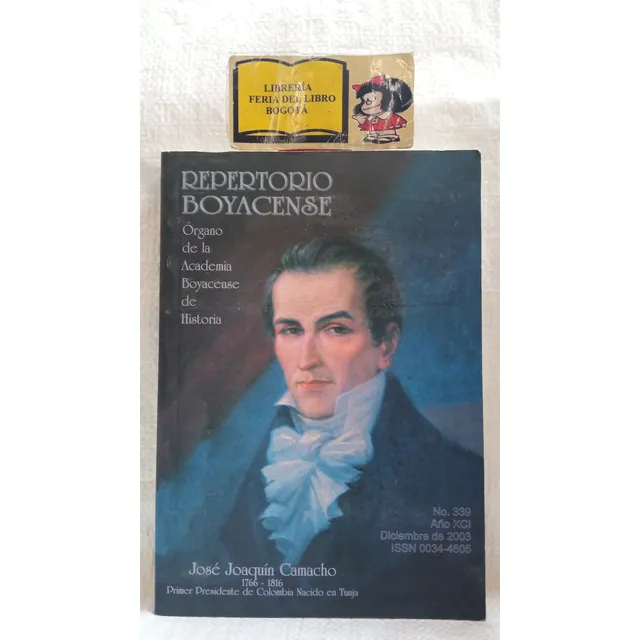 LIBRERÍA
FERIA DEL LIBRO
BOGOTÁ
REPERTORIO
BOYACENSE
Órgano
de la
Academia
Boyacense
de
Historia
No. 339
Año XCI
Diciembre de 2003
ISSN 0034-4605
José Joaquín Camacho
1766 - 1816
Primer Presidente de Colombia Nacido en Tunja